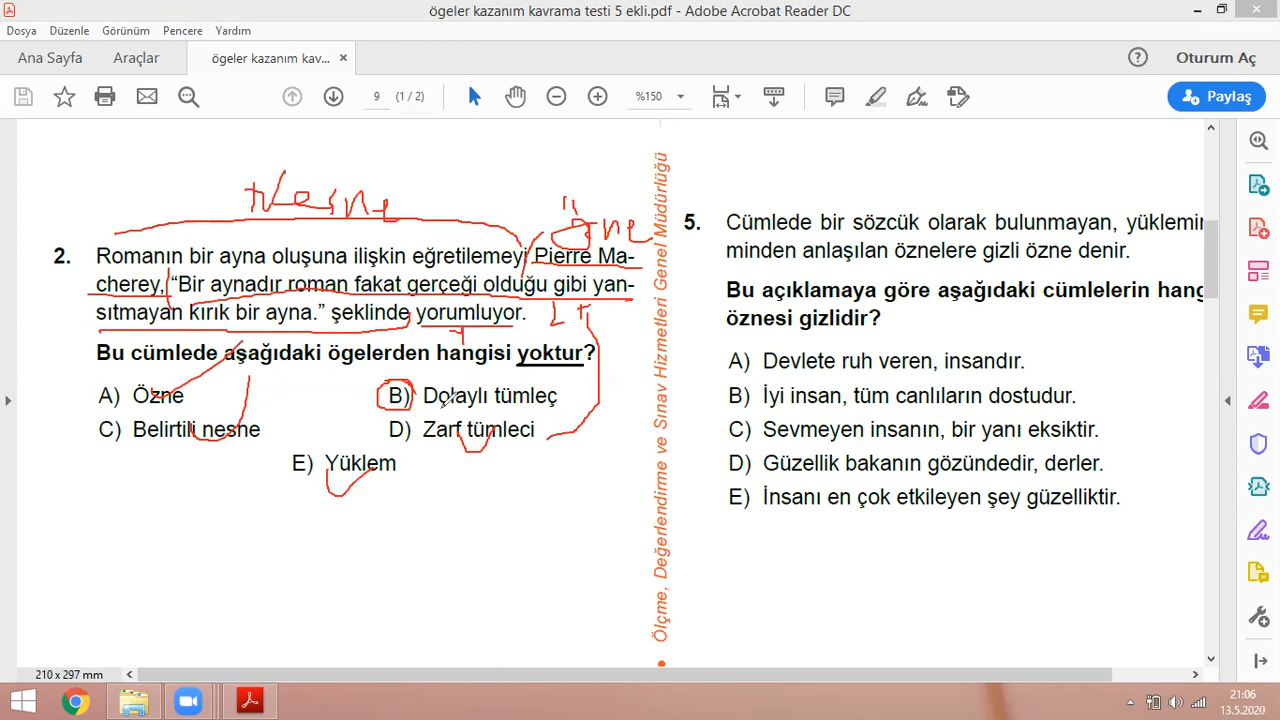 ögeler kazanım kavrama testi 5 ekli.pdf - Adobe Acrobat Reader DC
Dosya Düzenle Görünüm Pencere Yardım
Ana Sayfa Araçlar ögeler kazanım kav... × Oturum Aç
9 (1 / 2) %150 Paylaş
nesne
özne
2. Romanın bir ayna oluşuna ilişkin eğretilemeyi Pierre Ma-
cherey, “Bir aynadır roman fakat gerçeği olduğu gibi yan-
sıtmayan kırık bir ayna.” şeklinde yorumluyor.
Bu cümlede aşağıdaki ögelerden hangisi yoktur?
A) Özne
B) Dolaylı tümleç
C) Belirtili nesne
D) Zarf tümleci
E) Yüklem
Ölçme, Değerlendirme ve Sınav Hizmetleri Genel Müdürlüğü
5. Cümlede bir sözcük olarak bulunmayan, yüklemin
minden anlaşılan öznelere gizli özne denir.
Bu açıklamaya göre aşağıdaki cümlelerin hang
öznesi gizlidir?
A) Devlete ruh veren, insandır.
B) İyi insan, tüm canlıların dostudur.
C) Sevmeyen insanın, bir yanı eksiktir.
D) Güzellik bakanın gözündedir, derler.
E) İnsanı en çok etkileyen şey güzelliktir.
210 x 297 mm
21:06
13.5.2020